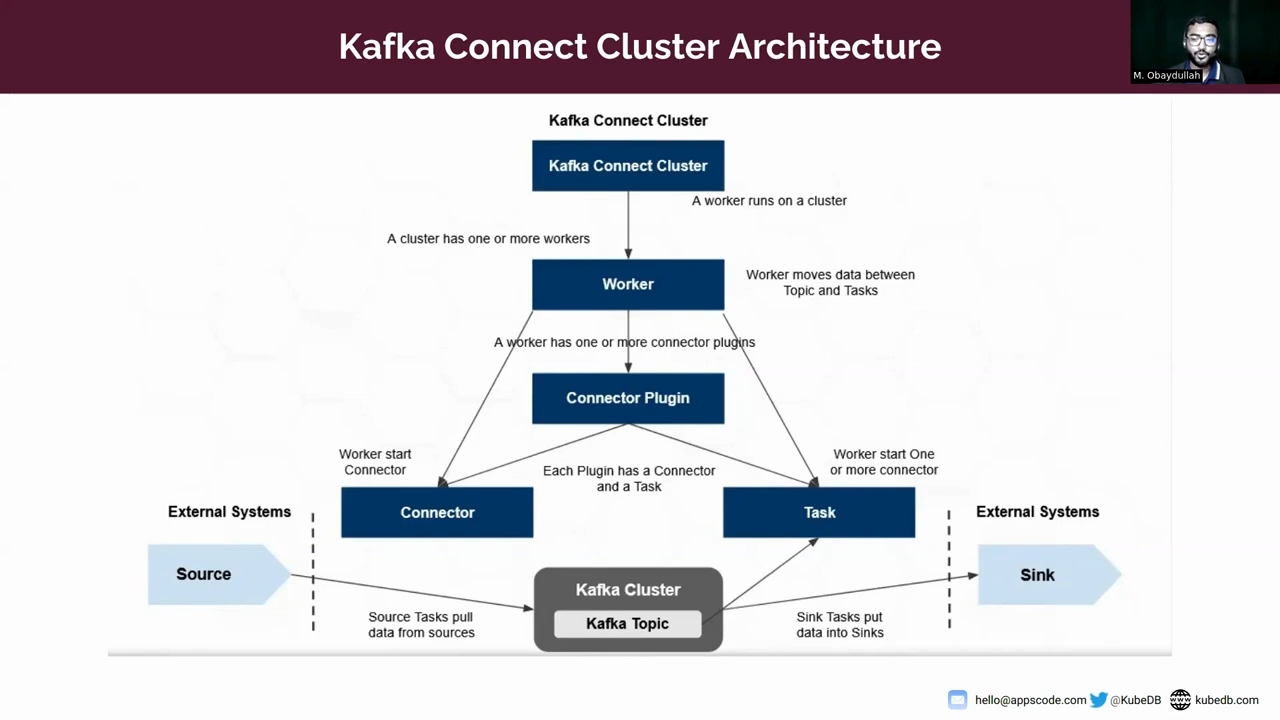 Kafka Connect Cluster Architecture
M. Obaydullah
Kafka Connect Cluster
Kafka Connect Cluster
A worker runs on a cluster
A cluster has one or more workers
Worker
Worker moves data between
Topic and Tasks
A worker has one or more connector plugins
Connector Plugin
Worker start
Connector
Each Plugin has a Connector
and a Task
Worker start One
or more connector
External Systems
Connector
Task
External Systems
Source
Kafka Cluster
Kafka Topic
Sink
Source Tasks pull
data from sources
Sink Tasks put
data into Sinks
hello@appscode.com @KubeDB kubedb.com